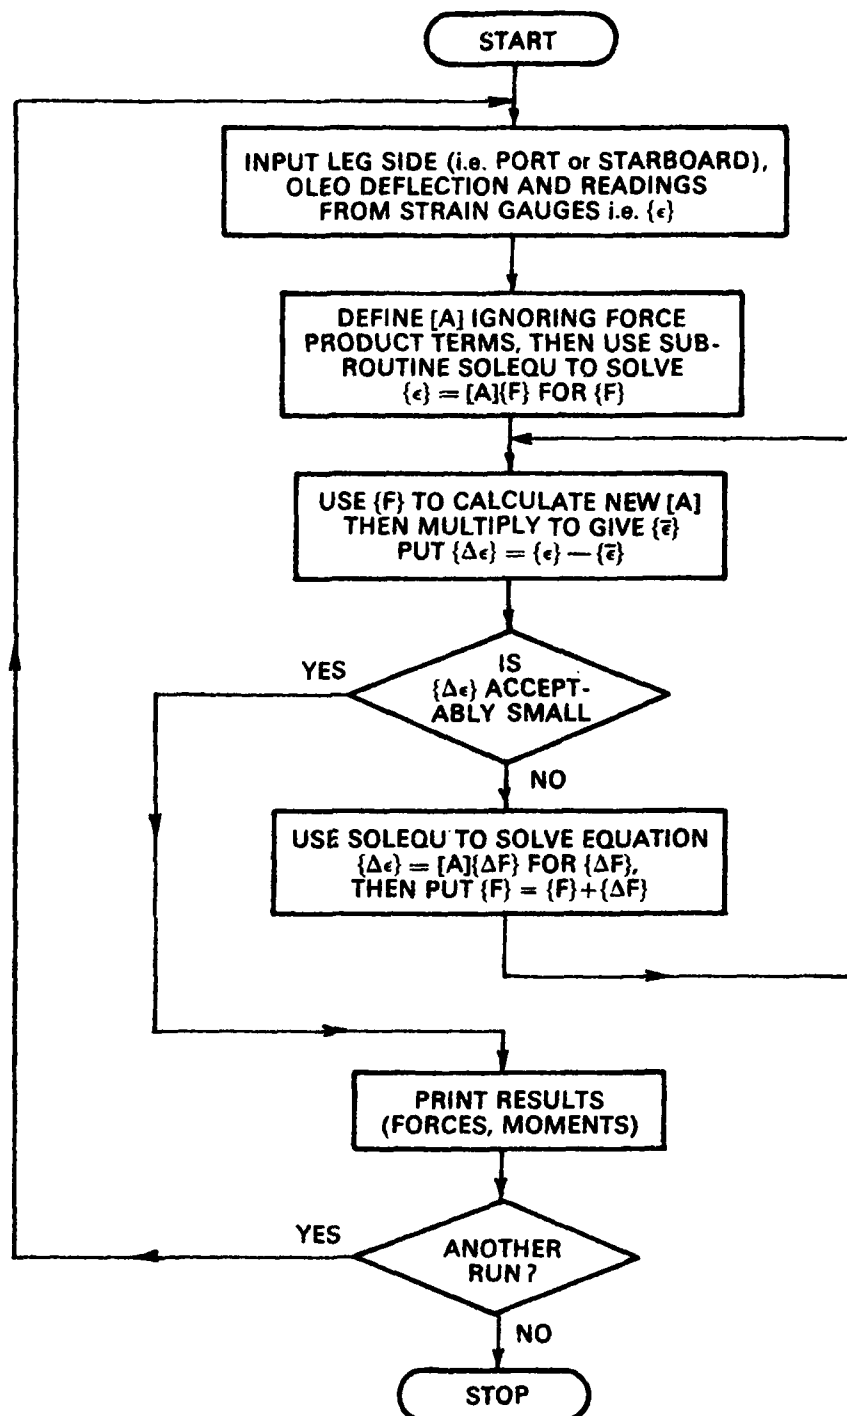 START
INPUT LEG SIDE (i.e. PORT or STARBOARD),
OLEO DEFLECTION AND READINGS
FROM STRAIN GAUGES i.e. {ϵ}
DEFINE [A] IGNORING FORCE
PRODUCT TERMS, THEN USE SUB-
ROUTINE SOLEQU TO SOLVE
{ϵ} = [A]{F} FOR {F}
USE {F} TO CALCULATE NEW [A]
THEN MULTIPLY TO GIVE {ϵ̄}
PUT {Δϵ} = {ϵ} — {ϵ̄}
IS
{Δϵ} ACCEPT-
ABLY SMALL
YES
NO
USE SOLEQU TO SOLVE EQUATION
{Δϵ} = [A]{ΔF} FOR {ΔF},
THEN PUT {F} = {F}+{ΔF}
PRINT RESULTS
(FORCES, MOMENTS)
ANOTHER
RUN?
YES
NO
STOP